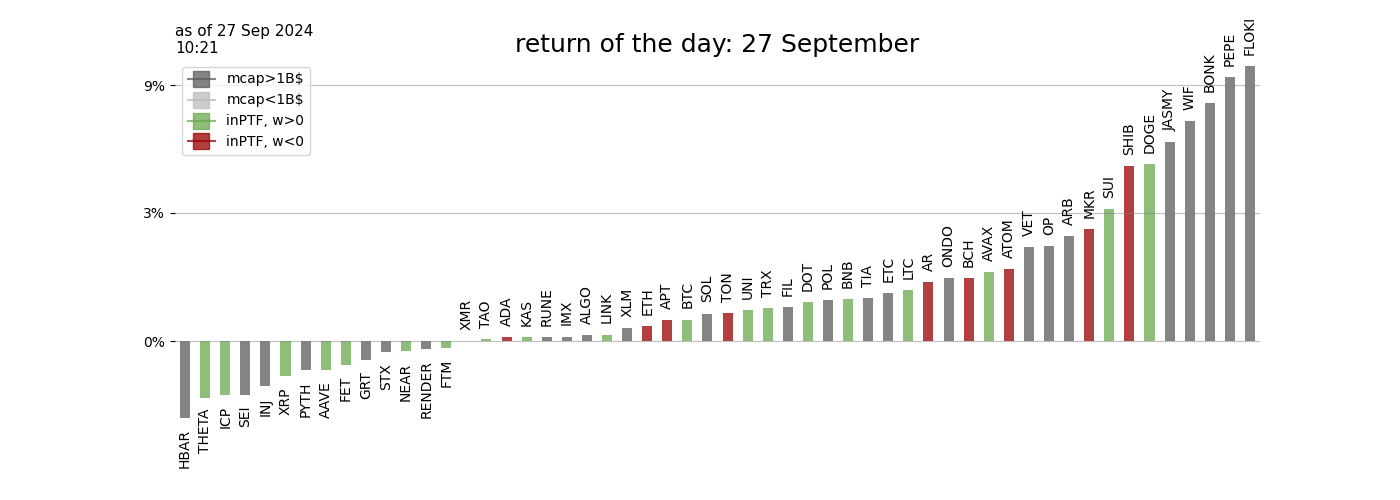 as of 27 Sep 2024
10:21
return of the day: 27 September
mcap>1B$
mcap<1B$
inPTF, w>0
inPTF, w<0
9%
3%
0%
HBAR
THETA
ICP
SEI
INJ
XRP
PYTH
AAVE
FET
GRT
STX
NEAR
RENDER
FTM
XMR
TAO
ADA
KAS
RUNE
IMX
ALGO
LINK
XLM
ETH
APT
BTC
SOL
TON
UNI
TRX
FIL
DOT
POL
BNB
TIA
ETC
LTC
AR
ONDO
BCH
AVAX
ATOM
VET
OP
ARB
MKR
SUI
SHIB
DOGE
JASMY
WIF
BONK
PEPE
FLOKI